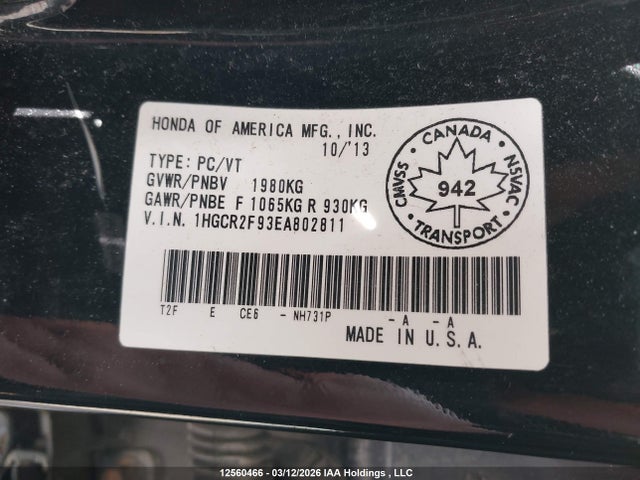 HONDA OF AMERICA MFG., INC.
10/'13
TYPE: PC/VT
GVWR/PNBV 1980KG
GAWR/PNBE F 1065KG R 930KG
V.I.N. 1HGCR2F93EA802811
CANADA
CMVSS
942
NSVAC
TRANSPORT
T2F E CE6 - NH731P - A - A
MADE IN U.S.A.
12560466 - 03/12/2026 IAA Holdings , LLC